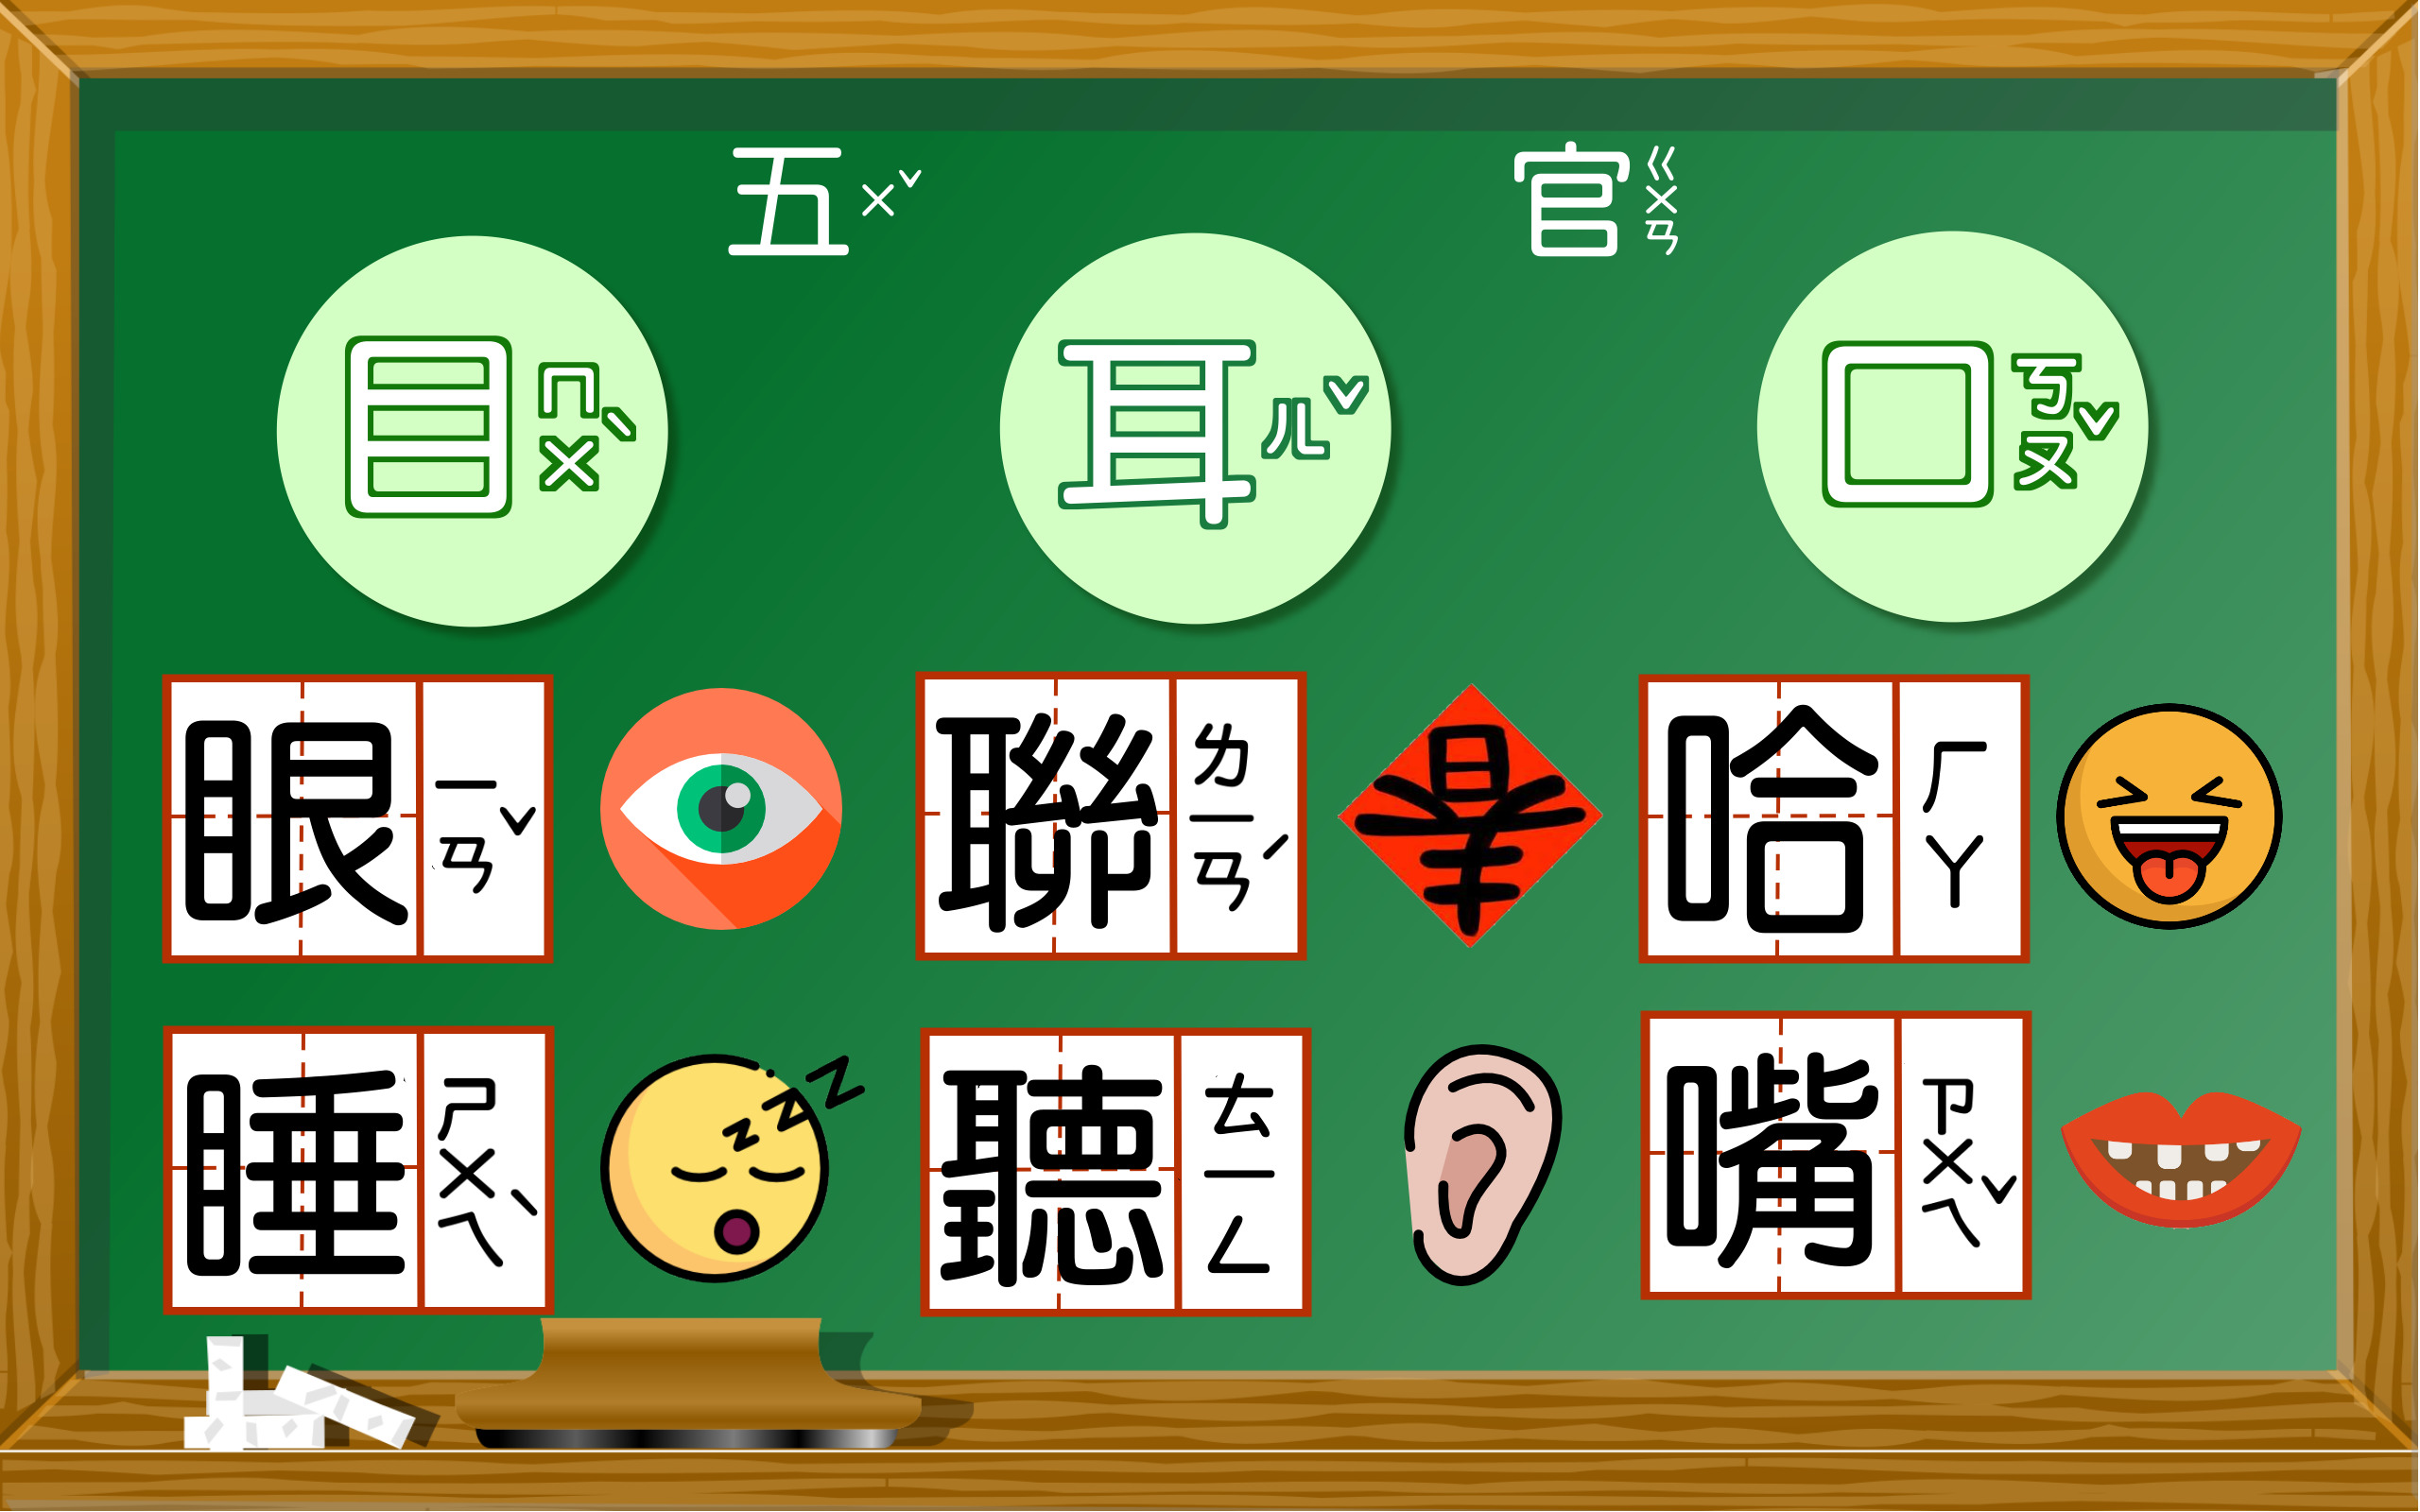 五ㄨˇ 官ㄍㄨㄢ
目ㄇㄨˋ 耳ㄦˇ 口ㄎㄡˇ
眼ㄧㄢˇ 聯ㄌㄧㄢˊ 春 哈ㄏㄚ
睡ㄕㄨㄟˋ zzz 聽ㄊㄧㄥ 嘴ㄗㄨㄟˇ